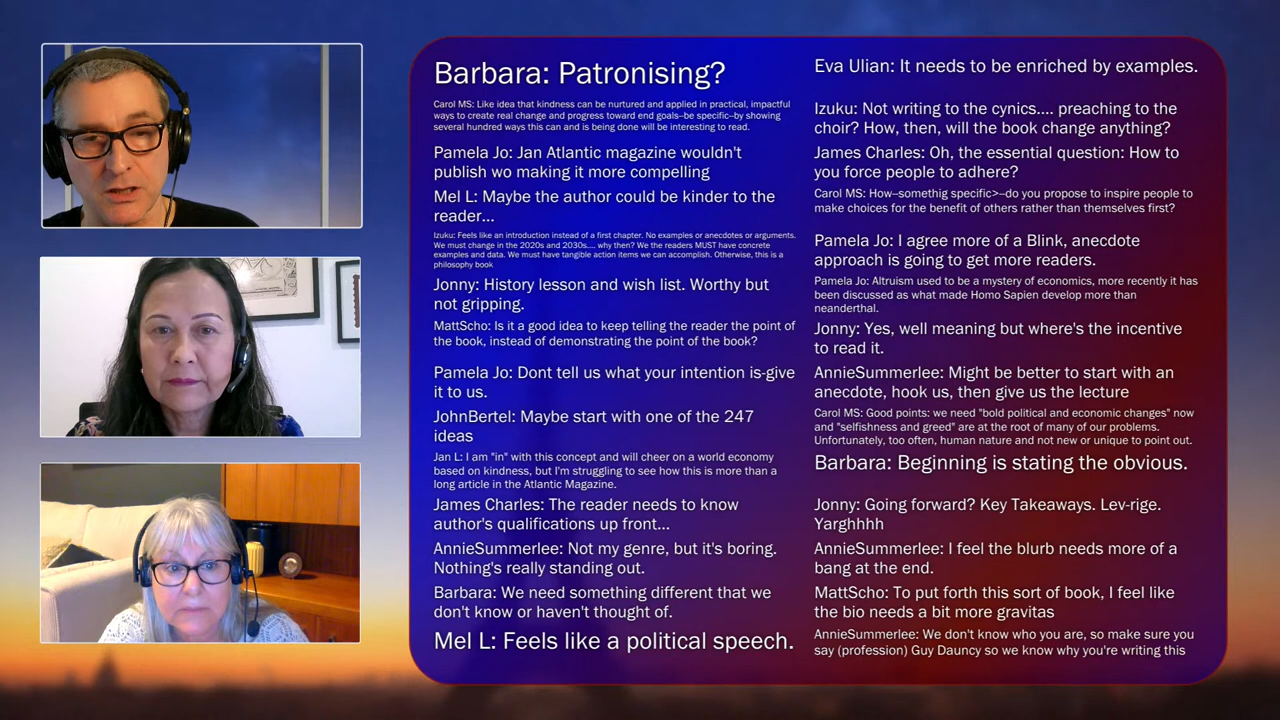 Barbara: Patronising?
Carol MS: Like idea that kindness can be nurtured and applied in practical, impactful
ways to create real change and progress toward end goals--be specific--by showing
several hundred ways this can and is being done will be interesting to read.
Pamela Jo: Jan Atlantic magazine wouldn't
publish wo making it more compelling
Mel L: Maybe the author could be kinder to the
reader...
Izuku: Feels like an introduction instead of a first chapter. No examples or anecdotes or arguments.
We must change in the 2020s and 2030s.... why then? We the readers MUST have concrete
examples and data. We must have tangible action items we can accomplish. Otherwise, this is a
philosophy book
Jonny: History lesson and wish list. Worthy but
not gripping.
MattScho: Is it a good idea to keep telling the reader the point of
the book, instead of demonstrating the point of the book?
Pamela Jo: Dont tell us what your intention is-give
it to us.
JohnBertel: Maybe start with one of the 247
ideas
Jan L: I am "in" with this concept and will cheer on a world economy
based on kindness, but I'm struggling to see how this is more than a
long article in the Atlantic Magazine.
James Charles: The reader needs to know
author's qualifications up front...
AnnieSummerlee: Not my genre, but it's boring.
Nothing's really standing out.
Barbara: We need something different that we
don't know or haven't thought of.
Mel L: Feels like a political speech.
Eva Ulian: It needs to be enriched by examples.
Izuku: Not writing to the cynics.... preaching to the
choir? How, then, will the book change anything?
James Charles: Oh, the essential question: How to
you force people to adhere?
Carol MS: How--somethig specific>--do you propose to inspire people to
make choices for the benefit of others rather than themselves first?
Pamela Jo: I agree more of a Blink, anecdote
approach is going to get more readers.
Pamela Jo: Altruism used to be a mystery of economics, more recently it has
been discussed as what made Homo Sapien develop more than
neanderthal.
Jonny: Yes, well meaning but where's the incentive
to read it.
AnnieSummerlee: Might be better to start with an
anecdote, hook us, then give us the lecture
Carol MS: Good points: we need "bold political and economic changes" now
and "selfishness and greed" are at the root of many of our problems.
Unfortunately, too often, human nature and not new or unique to point out.
Barbara: Beginning is stating the obvious.
Jonny: Going forward? Key Takeaways. Lev-rige.
Yarghhhh
AnnieSummerlee: I feel the blurb needs more of a
bang at the end.
MattScho: To put forth this sort of book, I feel like
the bio needs a bit more gravitas
AnnieSummerlee: We don't know who you are, so make sure you
say (profession) Guy Dauncy so we know why you're writing this